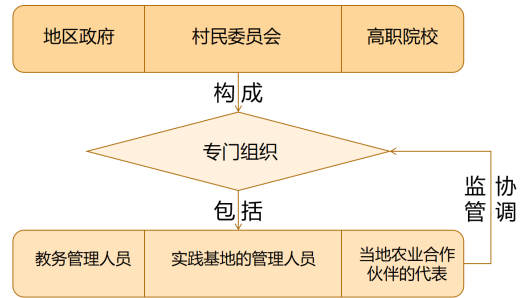 地区政府
村民委员会
高职院校
构成
专门组织
监管
协调
包括
教务管理人员
实践基地的管理人员
当地农业合作
伙伴的代表